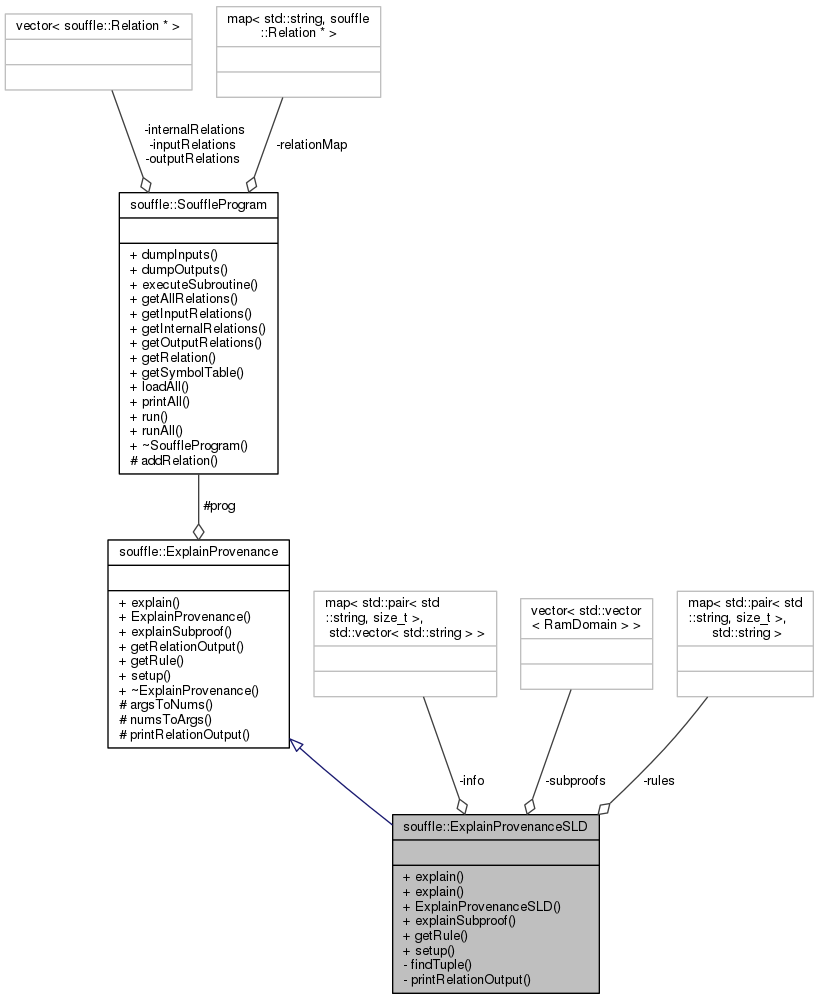 vector< souffle::Relation * >
map< std::string, souffle
::Relation * >
-internalRelations
-inputRelations
-outputRelations
-relationMap
souffle::SouffleProgram
+ dumpInputs()
+ dumpOutputs()
+ executeSubroutine()
+ getAllRelations()
+ getInputRelations()
+ getInternalRelations()
+ getOutputRelations()
+ getRelation()
+ getSymbolTable()
+ loadAll()
+ printAll()
+ run()
+ runAll()
+ ~SouffleProgram()
# addRelation()
#prog
souffle::ExplainProvenance
+ explain()
+ ExplainProvenance()
+ explainSubproof()
+ getRelationOutput()
+ getRule()
+ setup()
+ ~ExplainProvenance()
# argsToNums()
# numsToArgs()
# printRelationOutput()
map< std::pair< std
::string, size_t >,
std::vector< std::string > >
vector< std::vector
< RamDomain > >
map< std::pair< std
::string, size_t >,
std::string >
-info
-subproofs
-rules
souffle::ExplainProvenanceSLD
+ explain()
+ explain()
+ ExplainProvenanceSLD()
+ explainSubproof()
+ getRule()
+ setup()
- findTuple()
- printRelationOutput()